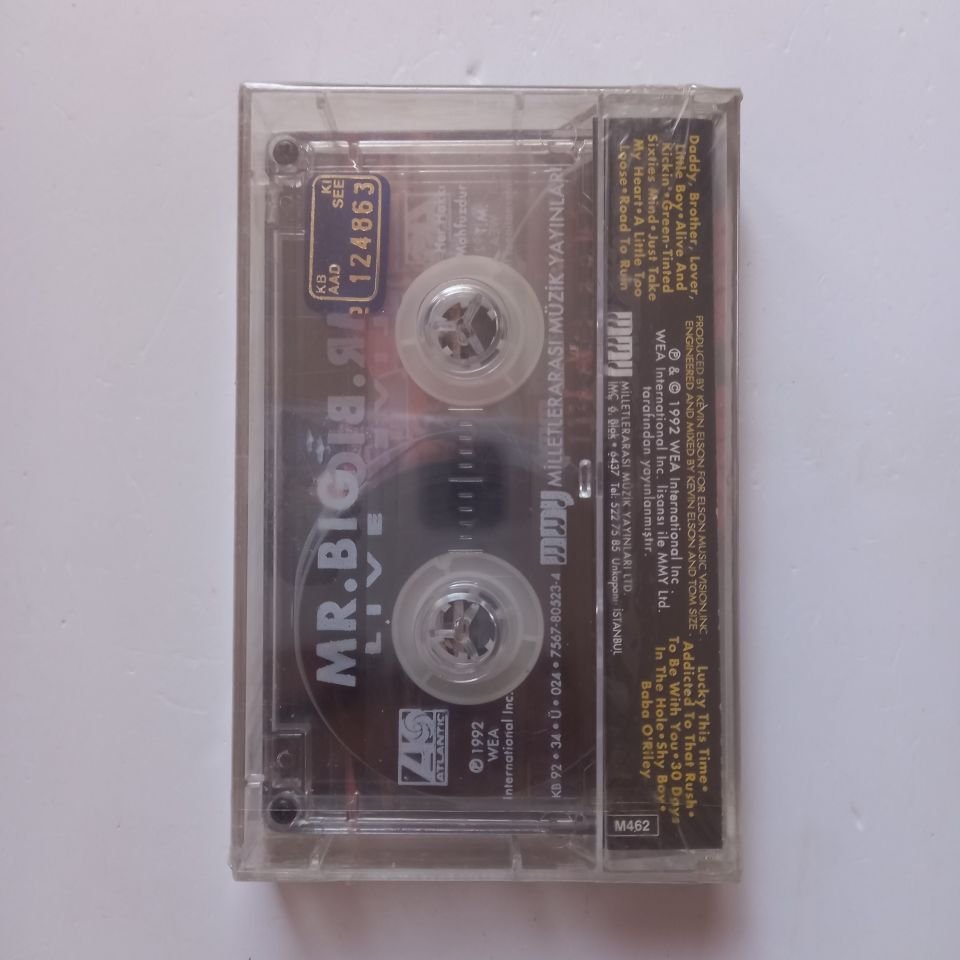 Daddy, Brother, Lover,
Little Boy • Alive And
Kickin' • Green-Tinted
Sixties Mind • Just Take
My Heart • A Little Too
Loose • Road To Ruin
PRODUCED BY KEVIN ELSON FOR ELSON MUSIC VISION, INC.
ENGINEERED AND MIXED BY KEVIN ELSON AND TOM SIZE.
℗ & © 1992 WEA International Inc.
WEA International Inc. lisansı ile MMY Ltd.
tarafından yayınlanmıştır.
mmy MİLLETLERARASI MÜZİK YAYINLARI LTD.
İMÇ 6. Blok • 6437 Tel: 522 75 85 Unkapanı İSTANBUL
Lucky This Time •
Addicted To That Rush •
To Be With You • 30 Days
In The Hole • Shy Boy •
Baba O'Riley
M462
MİLLETLERARASI MÜZİK YAYINLARI
mmy
KB 92 • 34 • Ü • 024 • 7567-80523-4
Her Hakkı
Mahfuzdur
T.M.
℗ 1992
WEA
International Inc.
ATLANTIC
MR.BIG
LIVE
KB
AAD
KI
SEE
124863